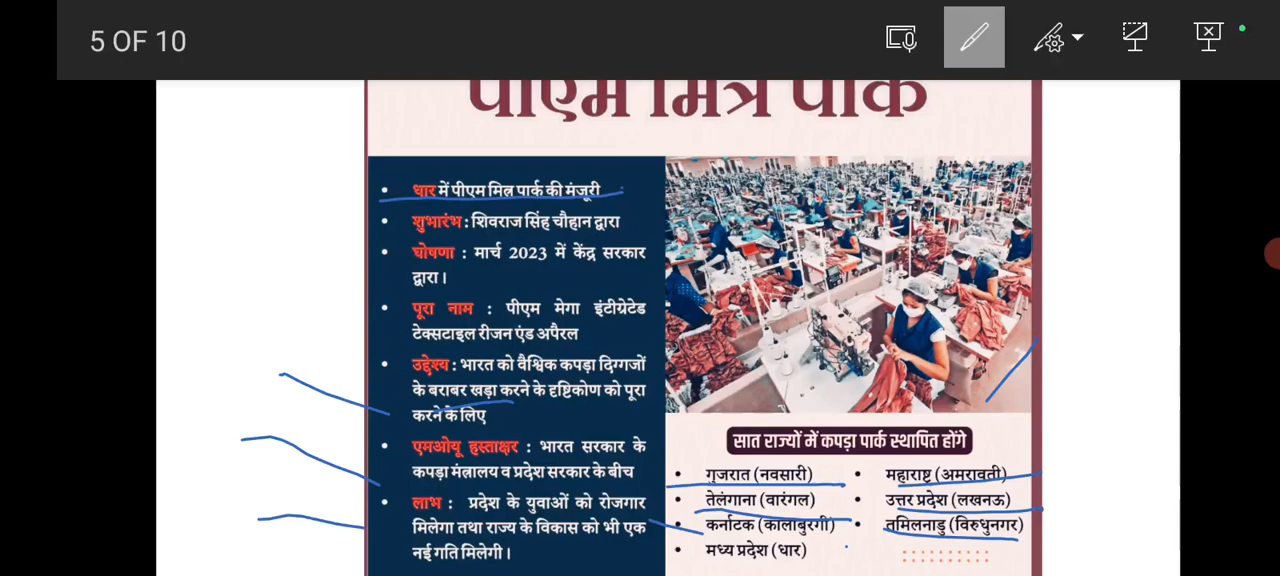 5 OF 10
पीएम मित्र पार्क
• धार में पीएम मित्र पार्क की मंजूरी
• शुभारंभ : शिवराज सिंह चौहान द्वारा
• घोषणा : मार्च 2023 में केंद्र सरकार
द्वारा।
• पूरा नाम : पीएम मेगा इंटीग्रेटेड
टेक्सटाइल रीजन एंड अपैरल
• उद्देश्य : भारत को वैश्विक कपड़ा दिग्गजों
के बराबर खड़ा करने के दृष्टिकोण को पूरा
करने के लिए
• एमओयू हस्ताक्षर : भारत सरकार के
कपड़ा मंत्रालय व प्रदेश सरकार के बीच
• लाभ : प्रदेश के युवाओं को रोजगार
मिलेगा तथा राज्य के विकास को भी एक
नई गति मिलेगी।
सात राज्यों में कपड़ा पार्क स्थापित होंगे
• गुजरात (नवसारी)
• तेलंगाना (वारंगल)
• कर्नाटक (कालाबुरगी)
• मध्य प्रदेश (धार)
• महाराष्ट्र (अमरावती)
• उत्तर प्रदेश (लखनऊ)
• तमिलनाडु (विरुधुनगर)